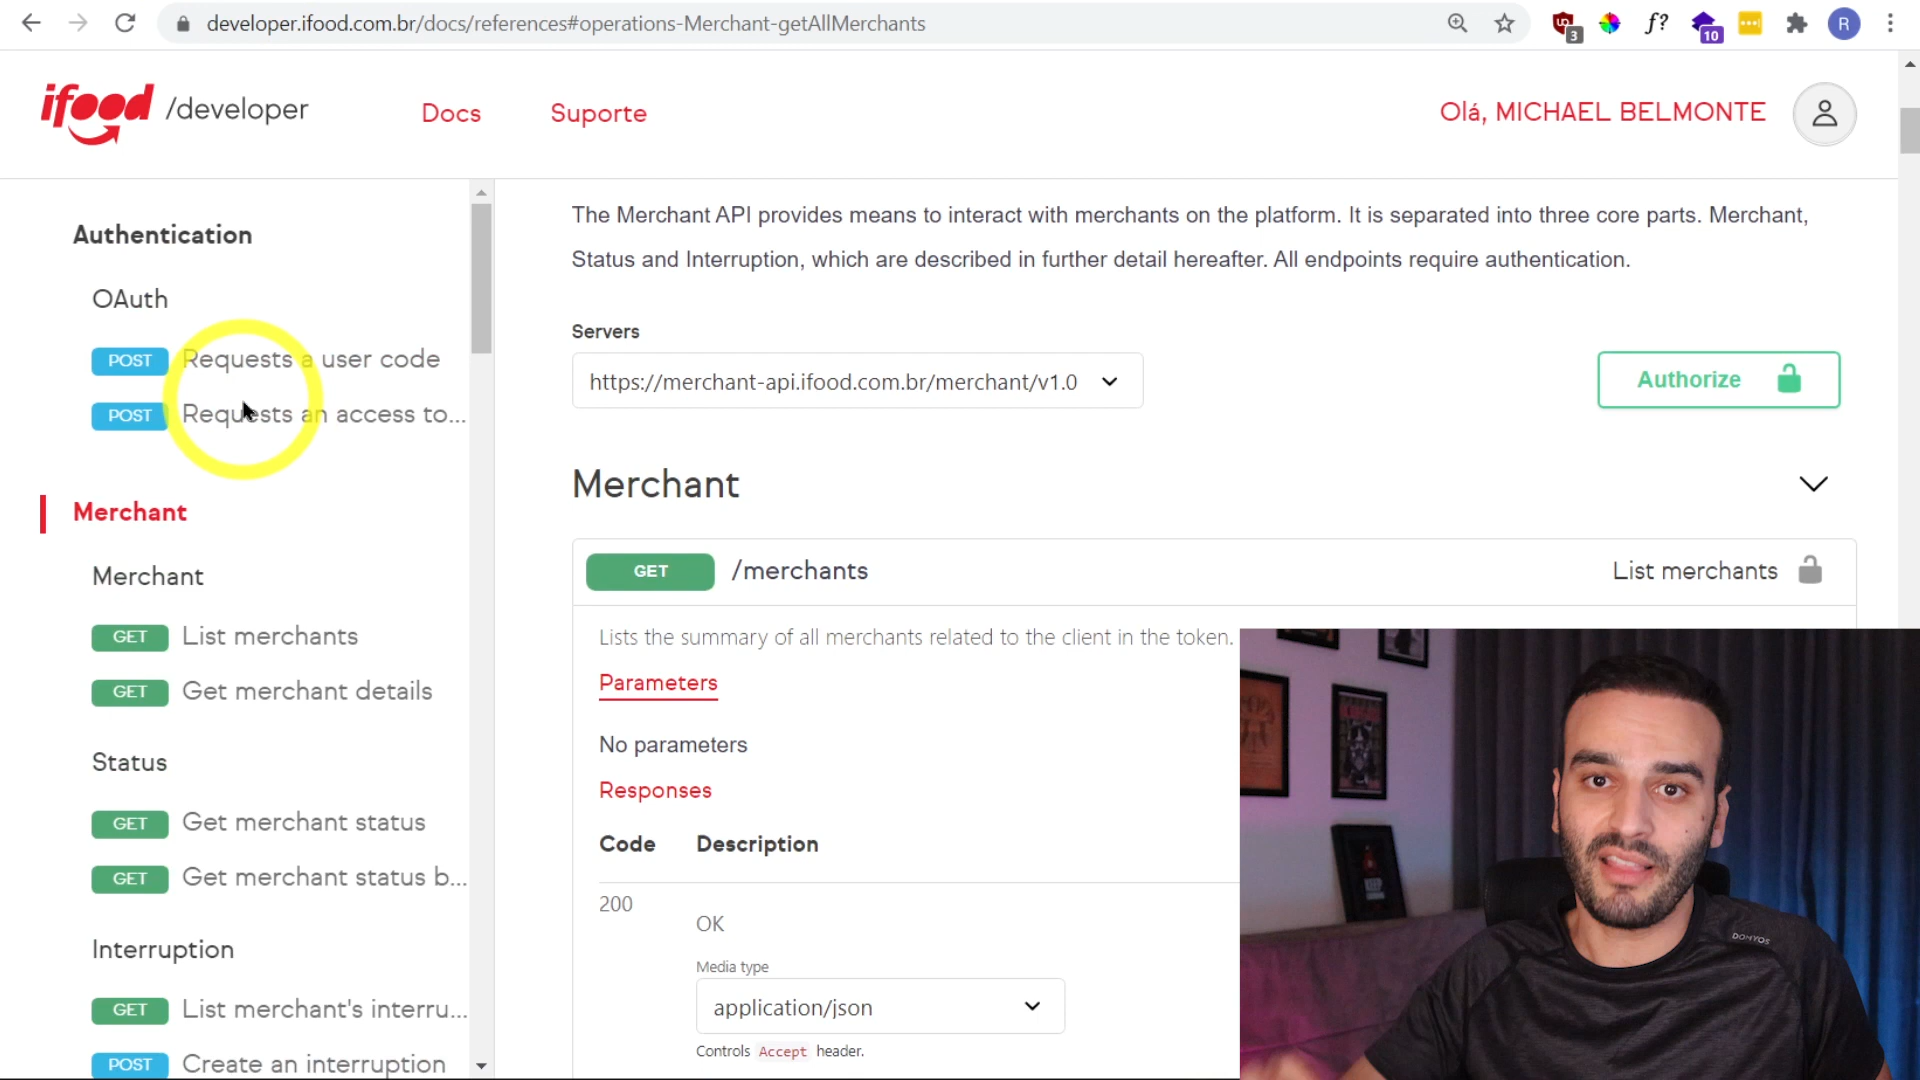 developer.ifood.com.br/docs/references#operations-Merchant-getAllMerchants
3
f?
10
R
ifood /developer
Docs
Suporte
Olá, MICHAEL BELMONTE
Authentication
OAuth
POST Requests a user code
POST Requests an access to...
Merchant
Merchant
GET List merchants
GET Get merchant details
Status
GET Get merchant status
GET Get merchant status b...
Interruption
GET List merchant's interru...
POST Create an interruption
The Merchant API provides means to interact with merchants on the platform. It is separated into three core parts. Merchant,
Status and Interruption, which are described in further detail hereafter. All endpoints require authentication.
Servers
https://merchant-api.ifood.com.br/merchant/v1.0
Authorize
Merchant
GET /merchants
List merchants
Lists the summary of all merchants related to the client in the token.
Parameters
No parameters
Responses
Code Description
200
OK
Media type
application/json
Controls Accept header.
DONYOS